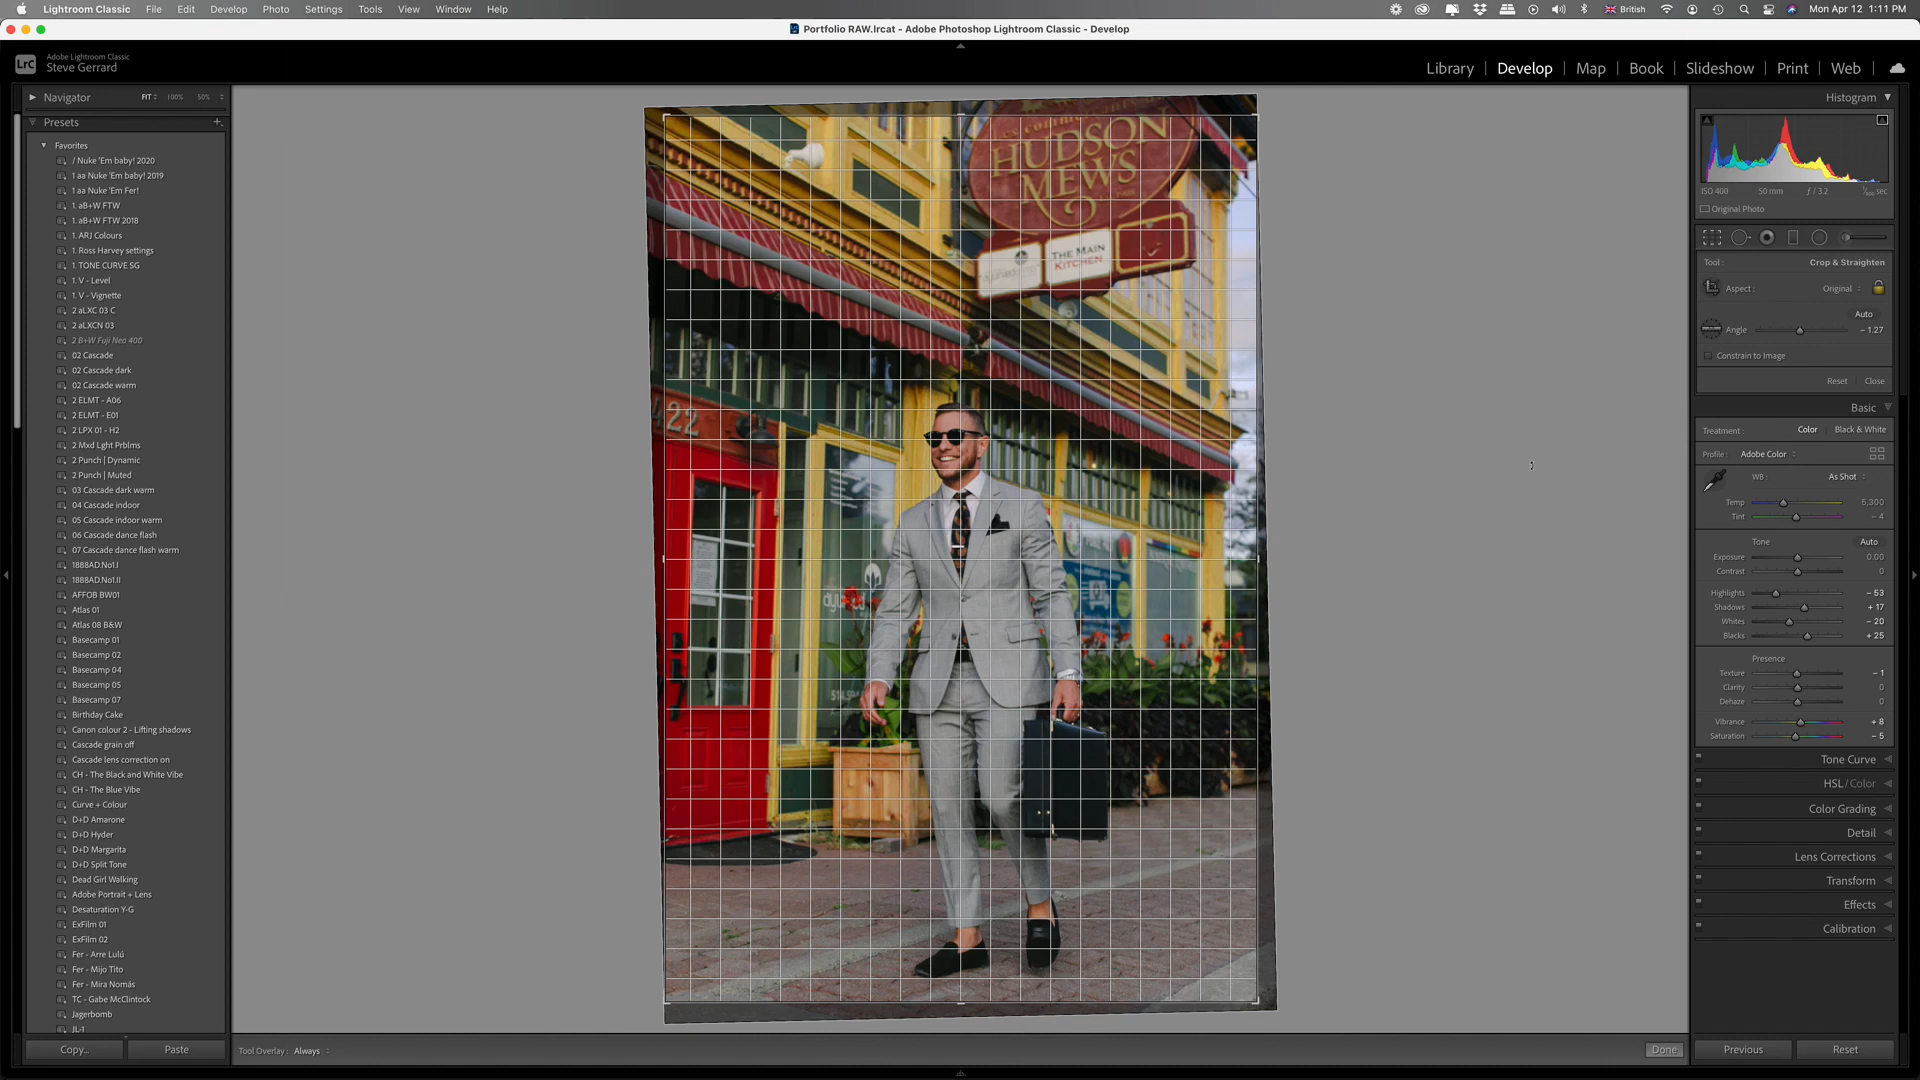 Lightroom Classic File Edit Develop Photo Settings Tools View Window Help
British Mon Apr 12 1:11 PM
Portfolio RAW.lrcat - Adobe Photoshop Lightroom Classic - Develop
LrC Adobe Lightroom Classic
Steve Gerrard
Library | Develop | Map | Book | Slideshow | Print | Web
Navigator FIT 100% 50%
Presets
Favorites
/ Nuke 'Em baby! 2020
1 aa Nuke 'Em baby! 2019
1 aa Nuke 'Em Fer!
1. aB+W FTW
1. aB+W FTW 2018
1. ARJ Colours
1. Ross Harvey settings
1. TONE CURVE SG
1. V - Level
1. V - Vignette
2 aLXC 03 C
2 aLXCN 03
2 B+W Fuji Neo 400
02 Cascade
02 Cascade dark
02 Cascade warm
2 ELMT - A06
2 ELMT - E01
2 LPX 01 - H2
2 Mxd Lght Prblms
2 Punch | Dynamic
2 Punch | Muted
03 Cascade dark warm
04 Cascade indoor
05 Cascade indoor warm
06 Cascade dance flash
07 Cascade dance flash warm
1888AD.No1.I
1888AD.No1.II
AFFOB BW01
Atlas 01
Atlas 08 B&W
Basecamp 01
Basecamp 02
Basecamp 04
Basecamp 05
Basecamp 07
Birthday Cake
Canon colour 2 - Lifting shadows
Cascade grain off
Cascade lens correction on
CH - The Black and White Vibe
CH - The Blue Vibe
Curve + Colour
D+D Amarone
D+D Hyder
D+D Margarita
D+D Split Tone
Dead Girl Walking
Adobe Portrait + Lens
Desaturation Y-G
ExFilm 01
ExFilm 02
Fer - Arre Lulú
Fer - Mijo Tito
Fer - Mira Nomás
TC - Gabe McClintock
Jagerbomb
JL-1
Copy... Paste
HUDSON
MEWS
THE MAIN
KITCHEN
422
Tool Overlay : Always
Done
Histogram
ISO 400 50 mm ƒ / 3.2 sec
Original Photo
Tool : Crop & Straighten
Aspect : Original
Auto
Angle - 1.27
Constrain to Image
Reset Close
Basic
Treatment : Color Black & White
Profile : Adobe Color
WB : As Shot
Temp 5,300
Tint - 4
Tone Auto
Exposure 0.00
Contrast 0
Highlights - 53
Shadows + 17
Whites - 20
Blacks + 25
Presence
Texture - 1
Clarity 0
Dehaze 0
Vibrance + 8
Saturation - 5
Tone Curve
HSL / Color
Color Grading
Detail
Lens Corrections
Transform
Effects
Calibration
Previous Reset